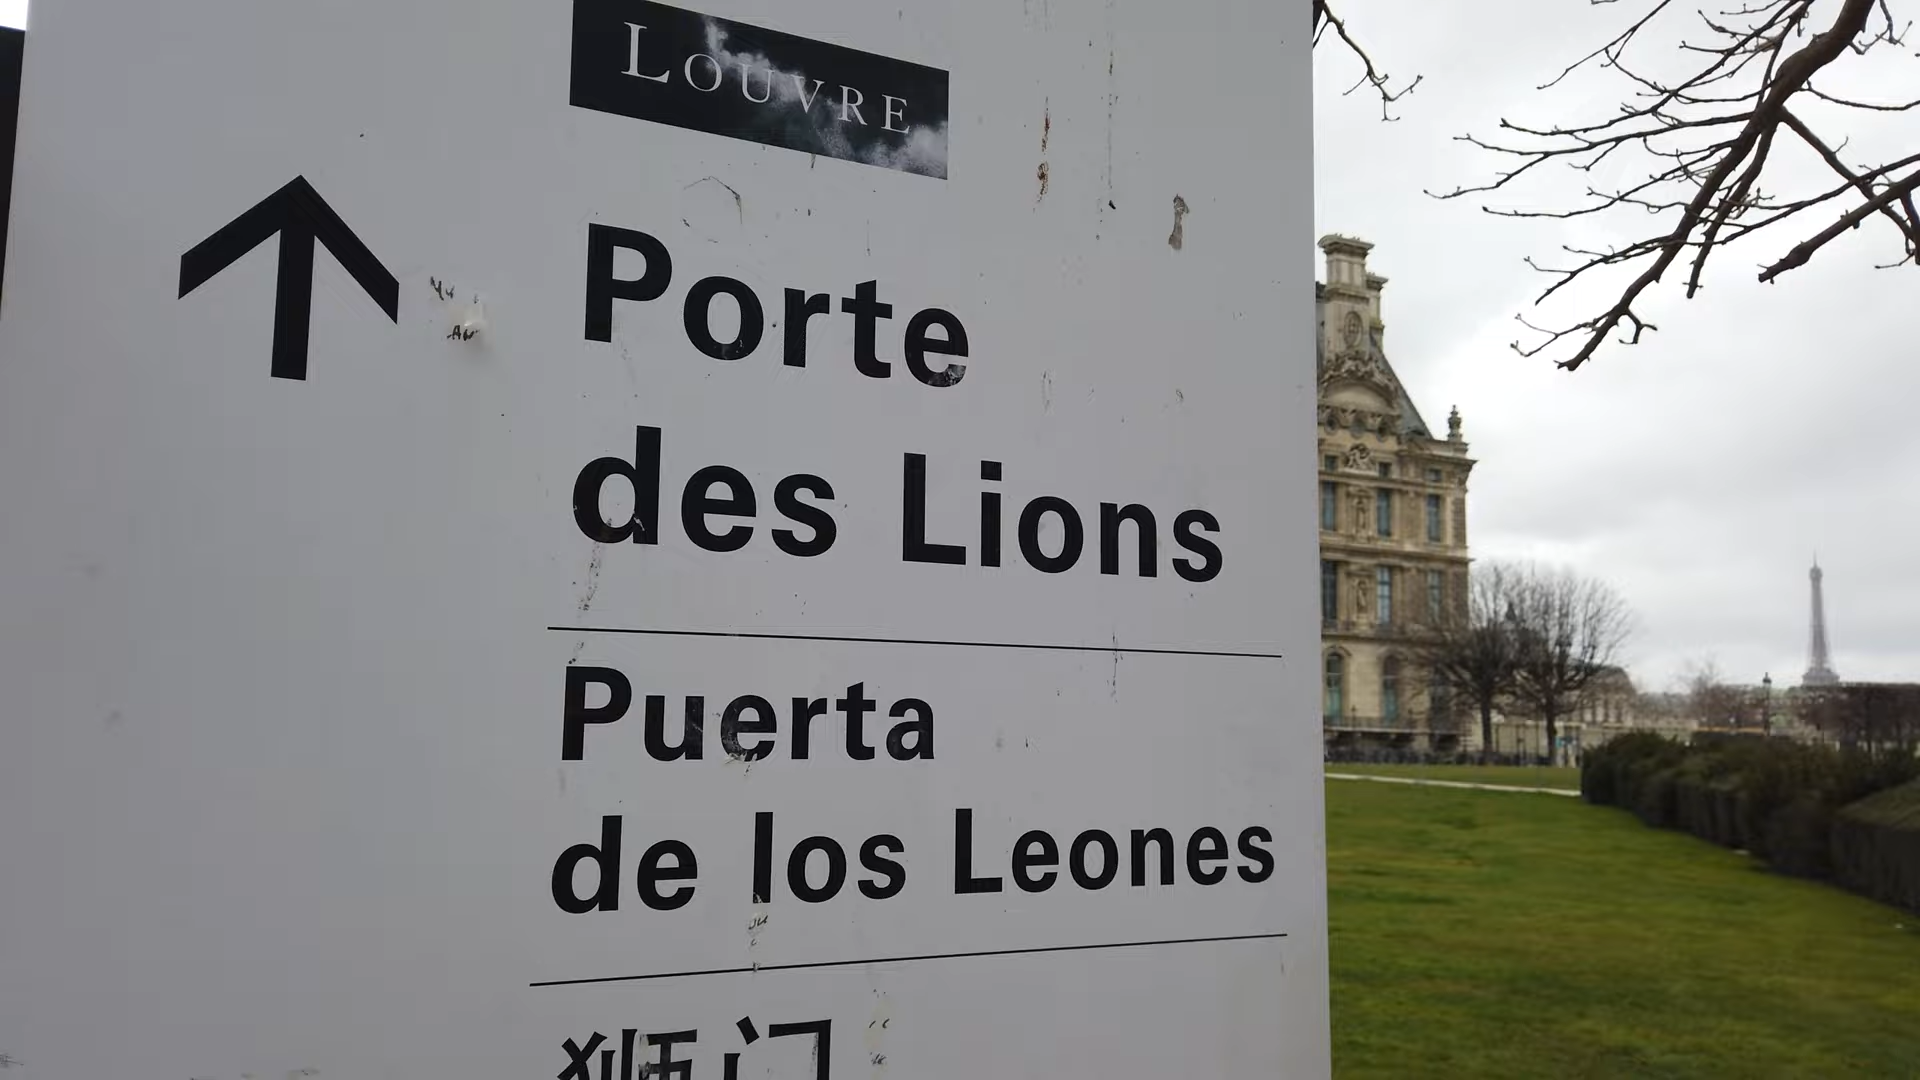 LOUVRE
Porte
des Lions
Puerta
de los Leones
狮门